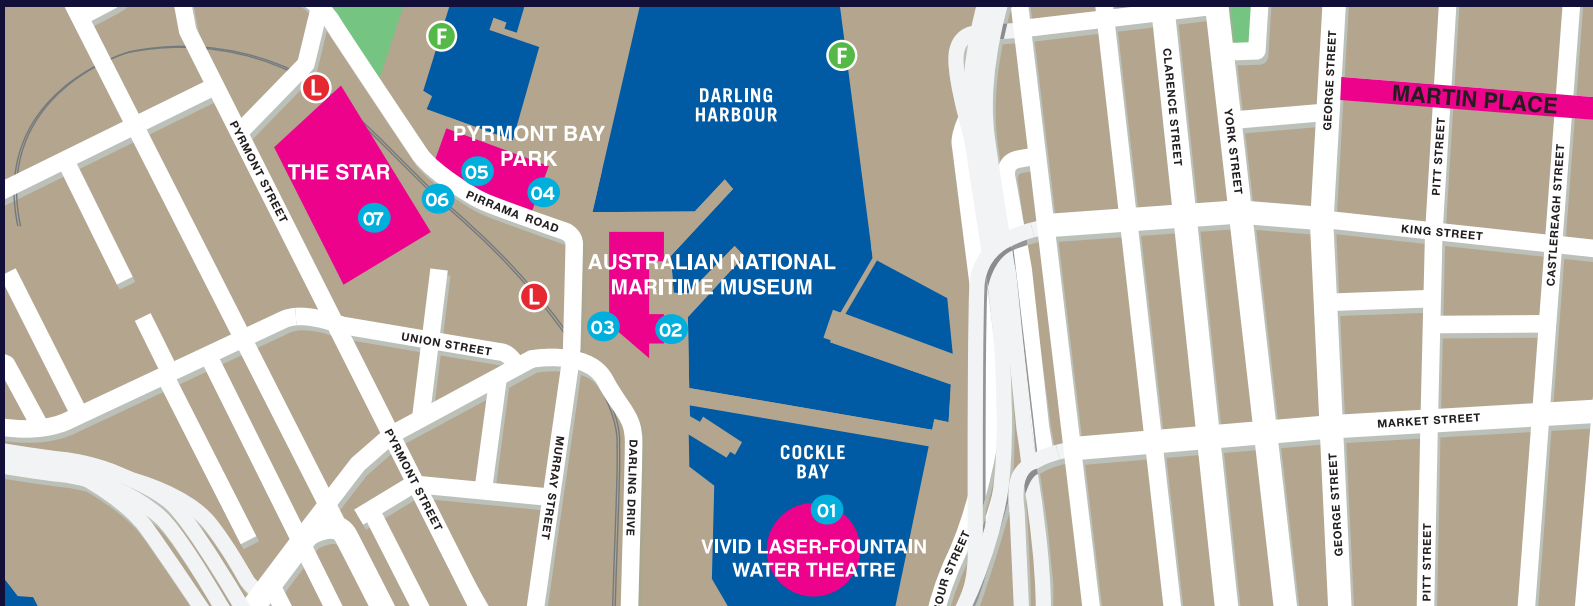 F
F
L
DARLING
HARBOUR
CLARENCE STREET
YORK STREET
GEORGE STREET
MARTIN PLACE
PITT STREET
CASTLEREAGH STREET
PYRMONT STREET
PYRMONT BAY
PARK
THE STAR
05
04
06
07
PIRRAMA ROAD
KING STREET
AUSTRALIAN NATIONAL
MARITIME MUSEUM
L
03
02
UNION STREET
MARKET STREET
PYRMONT STREET
MURRAY STREET
DARLING DRIVE
COCKLE
BAY
01
VIVID LASER-FOUNTAIN
WATER THEATRE
OUR STREET
GEORGE STREET
PITT STREET